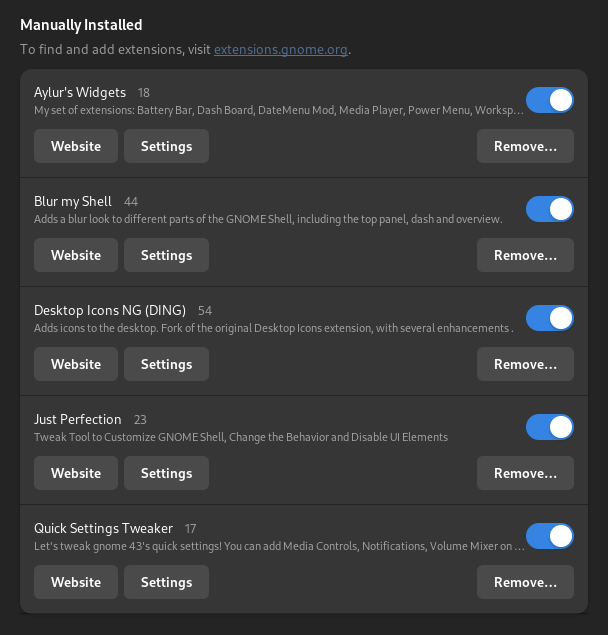 Manually Installed
To find and add extensions, visit extensions.gnome.org.
Aylur's Widgets 18
My set of extensions: Battery Bar, Dash Board, DateMenu Mod, Media Player, Power Menu, Worksp...
Website Settings Remove...
Blur my Shell 44
Adds a blur look to different parts of the GNOME Shell, including the top panel, dash and overview.
Website Settings Remove...
Desktop Icons NG (DING) 54
Adds icons to the desktop. Fork of the original Desktop Icons extension, with several enhancements .
Website Settings Remove...
Just Perfection 23
Tweak Tool to Customize GNOME Shell, Change the Behavior and Disable UI Elements
Website Settings Remove...
Quick Settings Tweaker 17
Let's tweak gnome 43's quick settings! You can add Media Controls, Notifications, Volume Mixer on ...
Website Settings Remove...